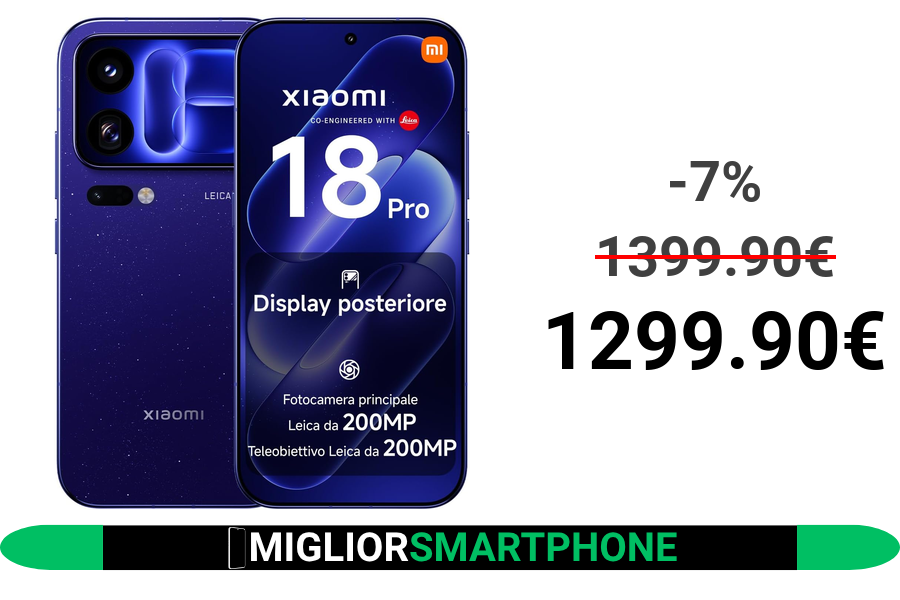 xiaomi
CO-ENGINEERED WITH Leica
18 Pro
Display posteriore
Fotocamera principale
Leica da 200MP
Teleobiettivo Leica da 200MP
LEICA
xiaomi
-7%
1399.90€
1299.90€
MIGLIORSMARTPHONE